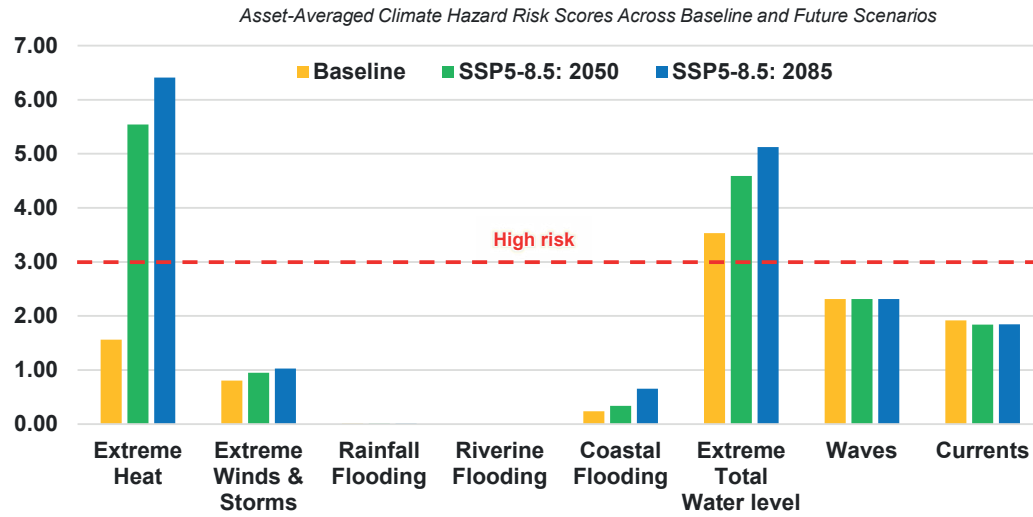 Asset-Averaged Climate Hazard Risk Scores Across Baseline and Future Scenarios
7.00
Baseline SSP5-8.5: 2050 SSP5-8.5: 2085
6.00
5.00
4.00
High risk
3.00
2.00
1.00
0.00
Extreme Heat
Extreme Winds & Storms
Rainfall Flooding
Riverine Flooding
Coastal Flooding
Extreme Total Water level
Waves
Currents